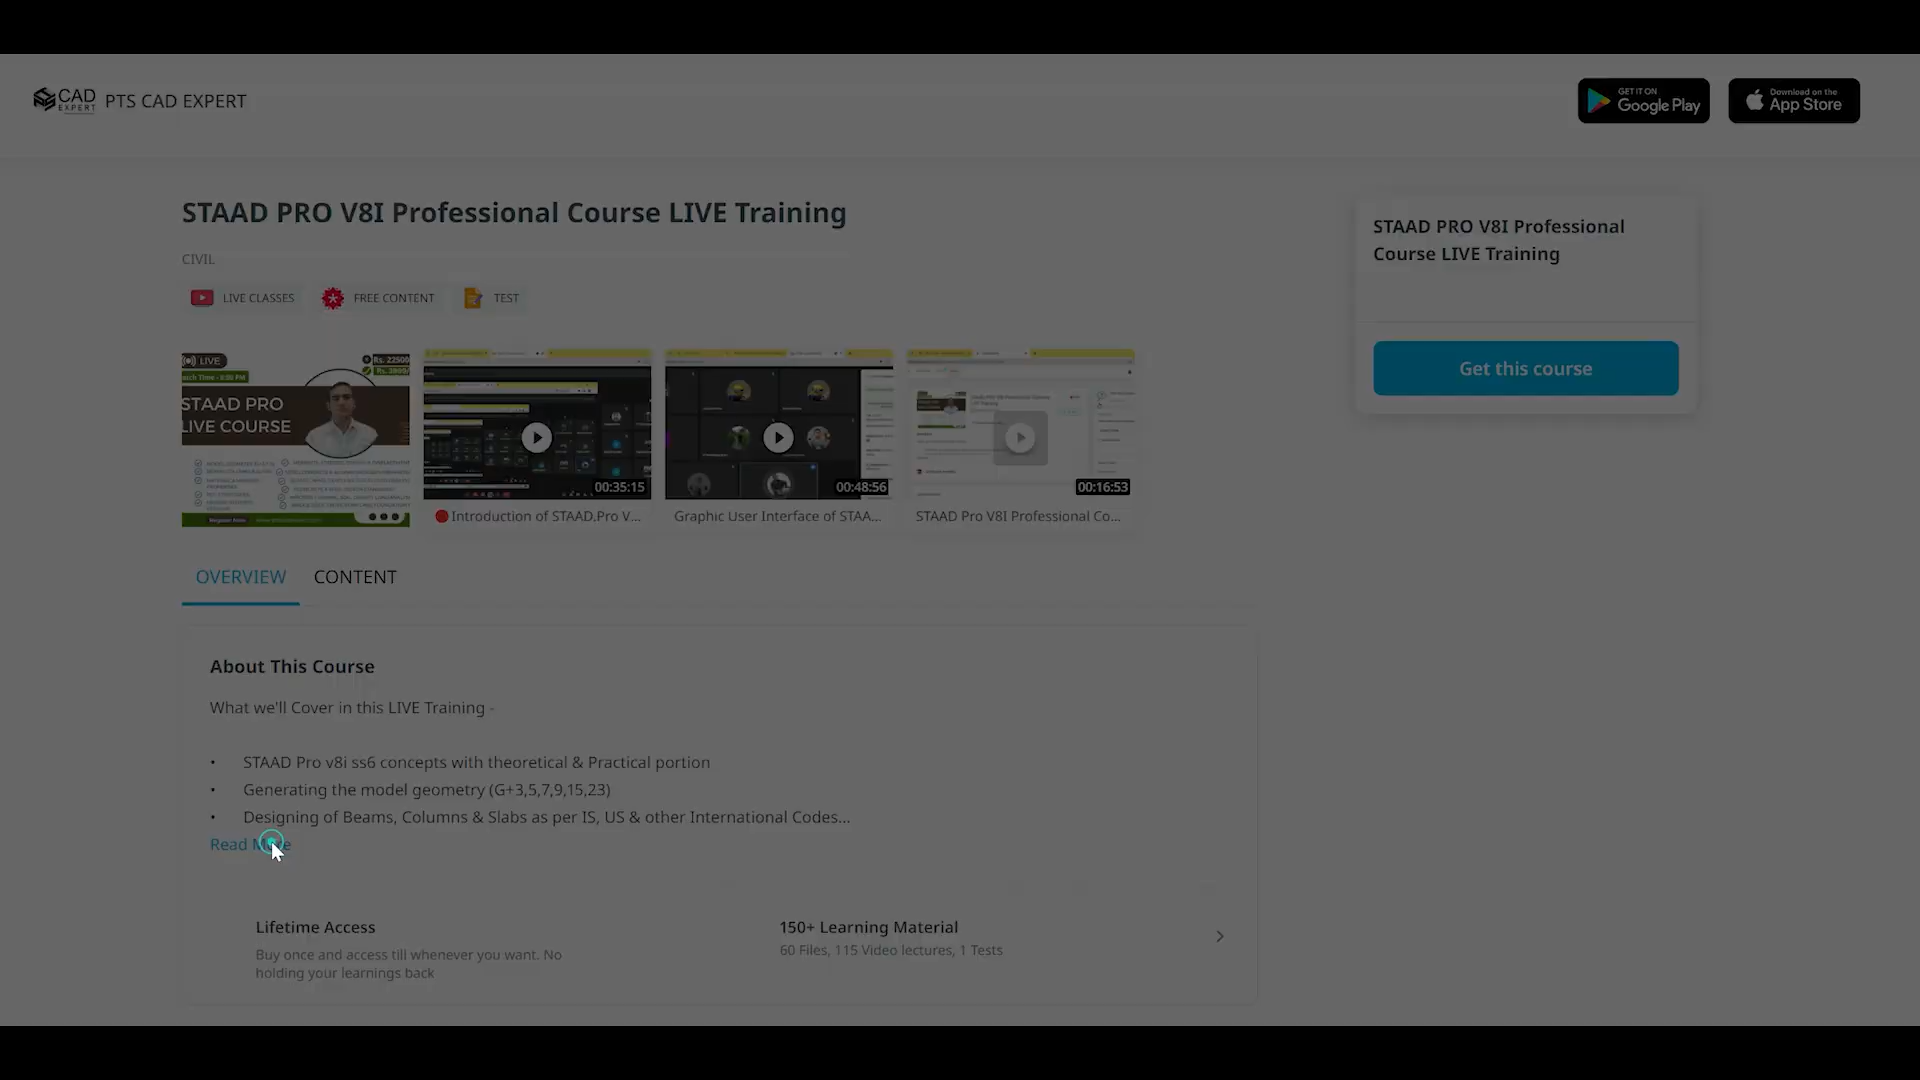 CAD
EXPERT
PTS CAD EXPERT
GET IT ON
Google Play
Download on the
App Store
STAAD PRO V8I Professional Course LIVE Training
CIVIL
LIVE CLASSES
FREE CONTENT
TEST
STAAD PRO V8I Professional
Course LIVE Training
Get this course
LIVE
STAAD PRO
LIVE COURSE
00:35:15
00:48:56
00:16:53
Introduction of STAAD.Pro V...
Graphic User Interface of STAA...
STAAD Pro V8I Professional Co...
OVERVIEW
CONTENT
About This Course
What we'll Cover in this LIVE Training -
• STAAD Pro v8i ss6 concepts with theoretical & Practical portion
• Generating the model geometry (G+3,5,7,9,15,23)
• Designing of Beams, Columns & Slabs as per IS, US & other International Codes...
Read More
Lifetime Access
Buy once and access till whenever you want. No
holding your learnings back
150+ Learning Material
60 Files, 115 Video lectures, 1 Tests